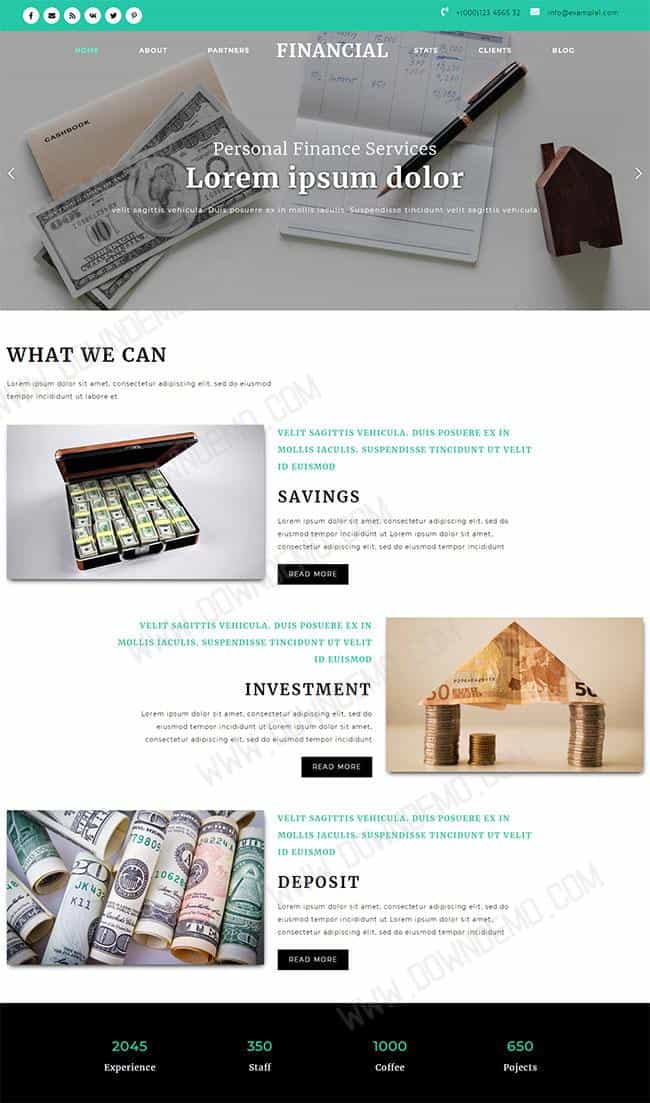 +(000)123 4565 32 info@example1.com
HOME ABOUT PARTNERS FINANCIAL STATS CLIENTS BLOG
CASHBOOK
Personal Finance Services
Lorem ipsum dolor
velit sagittis vehicula. Duis posuere ex in mollis iaculis. Suspendisse tincidunt velit sagittis vehicula
WHAT WE CAN
Lorem ipsum dolor sit amet, consectetur adipiscing elit, sed do eiusmod
tempor incididunt ut labore et
VELIT SAGITTIS VEHICULA. DUIS POSUERE EX IN
MOLLIS IACULIS. SUSPENDISSE TINCIDUNT UT VELIT
ID EUISMOD
SAVINGS
Lorem ipsum dolor sit amet, consectetur adipiscing elit, sed do
eiusmod tempor incididunt ut labore Lorem ipsum dolor sit amet,
consectetur adipiscing elit, sed do eiusmod tempor incididunt
READ MORE
VELIT SAGITTIS VEHICULA. DUIS POSUERE EX IN
MOLLIS IACULIS. SUSPENDISSE TINCIDUNT UT VELIT
ID EUISMOD
INVESTMENT
Lorem ipsum dolor sit amet, consectetur adipiscing elit, sed do
eiusmod tempor incididunt ut labore Lorem ipsum dolor sit amet,
consectetur adipiscing elit, sed do eiusmod tempor incididunt
READ MORE
50 EURO
VELIT SAGITTIS VEHICULA. DUIS POSUERE EX IN
MOLLIS IACULIS. SUSPENDISSE TINCIDUNT UT VELIT
ID EUISMOD
DEPOSIT
Lorem ipsum dolor sit amet, consectetur adipiscing elit, sed do
eiusmod tempor incididunt ut labore Lorem ipsum dolor sit amet,
consectetur adipiscing elit, sed do eiusmod tempor incididunt
READ MORE
WWW.DOWNDEMO.COM
2045 350 1000 650
Experience Staff Coffee Pojects